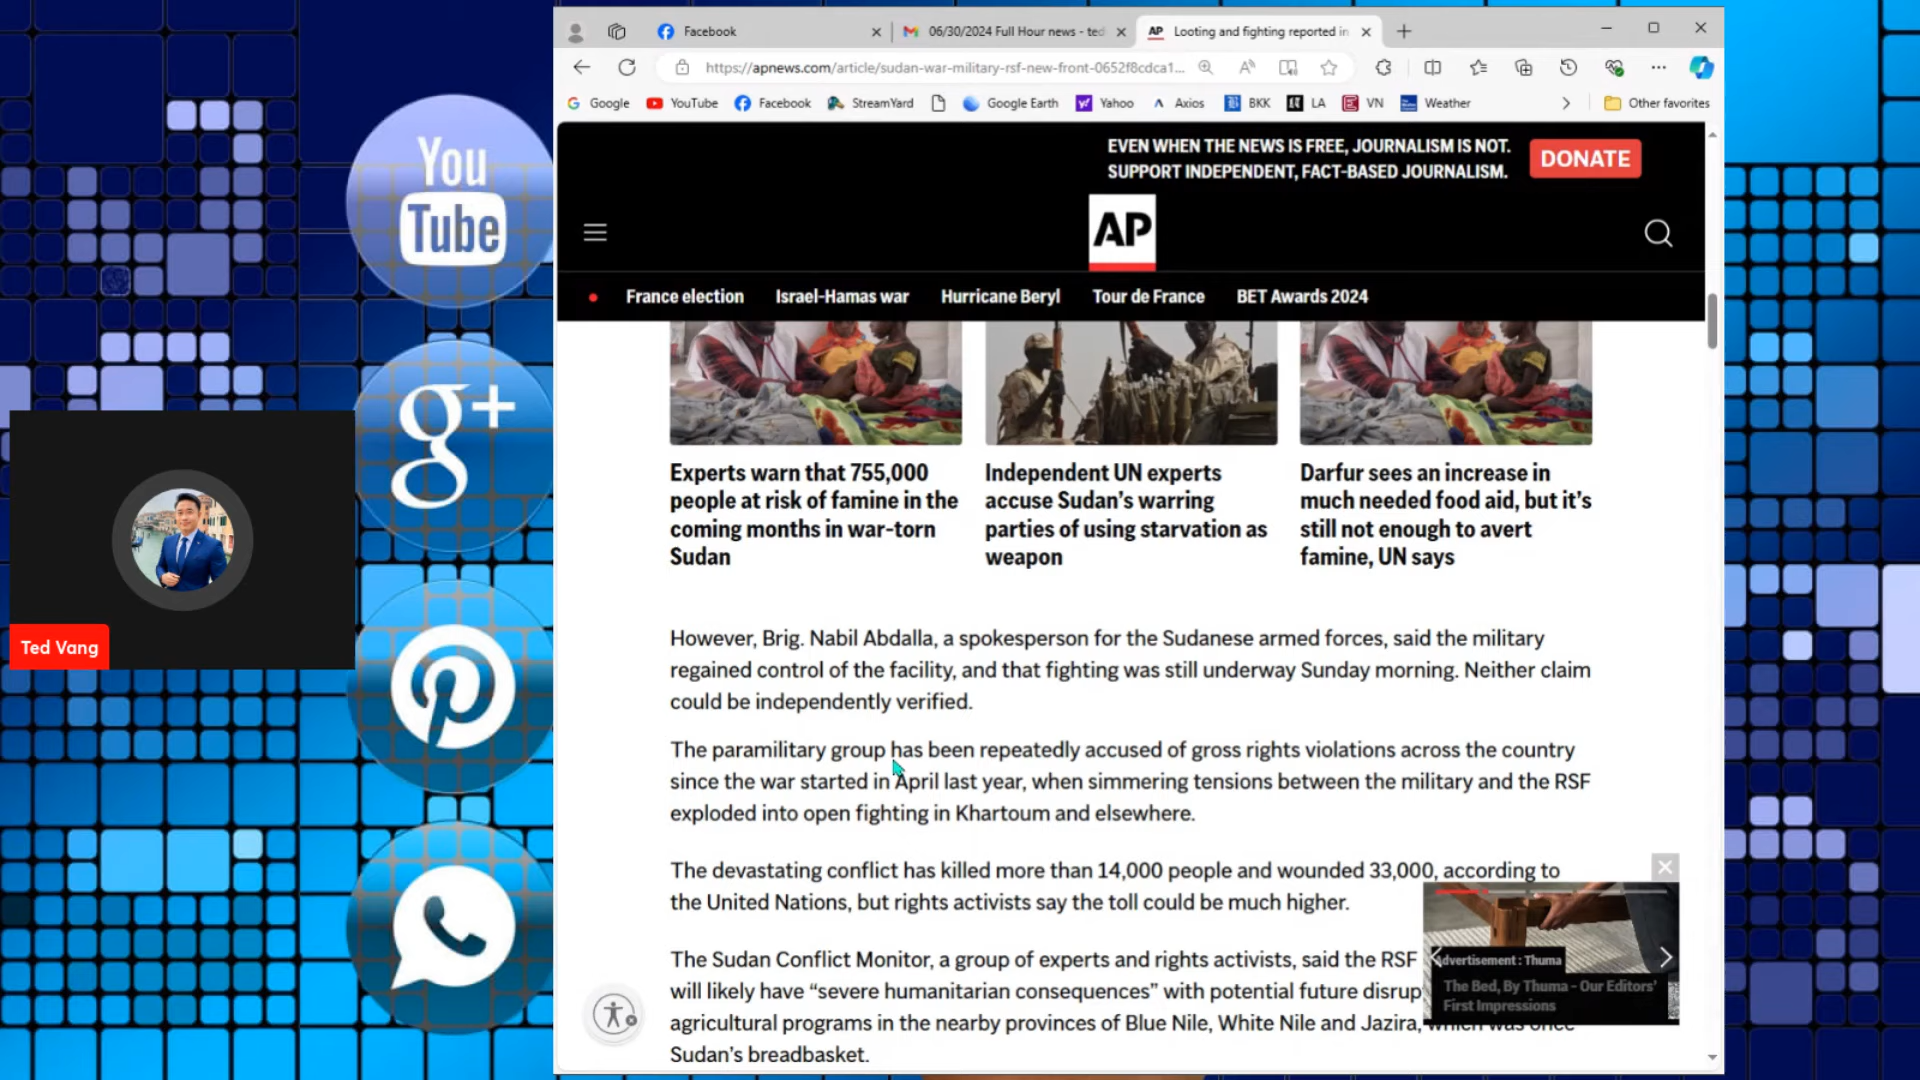 Facebook
06/30/2024 Full Hour news - ted
AP Looting and fighting reported in
https://apnews.com/article/sudan-war-military-rsf-new-front-0652f8cdca1...
Google
YouTube
Facebook
StreamYard
Google Earth
Yahoo
Axios
BKK
LA
VN
Weather
Other favorites
EVEN WHEN THE NEWS IS FREE, JOURNALISM IS NOT.
SUPPORT INDEPENDENT, FACT-BASED JOURNALISM.
DONATE
AP
France election
Israel-Hamas war
Hurricane Beryl
Tour de France
BET Awards 2024
You
Tube
g+
Ted Vang
Experts warn that 755,000
people at risk of famine in the
coming months in war-torn
Sudan
Independent UN experts
accuse Sudan’s warring
parties of using starvation as
weapon
Darfur sees an increase in
much needed food aid, but it’s
still not enough to avert
famine, UN says
However, Brig. Nabil Abdalla, a spokesperson for the Sudanese armed forces, said the military
regained control of the facility, and that fighting was still underway Sunday morning. Neither claim
could be independently verified.
The paramilitary group has been repeatedly accused of gross rights violations across the country
since the war started in April last year, when simmering tensions between the military and the RSF
exploded into open fighting in Khartoum and elsewhere.
The devastating conflict has killed more than 14,000 people and wounded 33,000, according to
the United Nations, but rights activists say the toll could be much higher.
The Sudan Conflict Monitor, a group of experts and rights activists, said the RSF
will likely have “severe humanitarian consequences” with potential future disrup
agricultural programs in the nearby provinces of Blue Nile, White Nile and Jazira, which was once
Sudan’s breadbasket.
Advertisement: Thuma
The Bed, By Thuma - Our Editors’
First Impressions